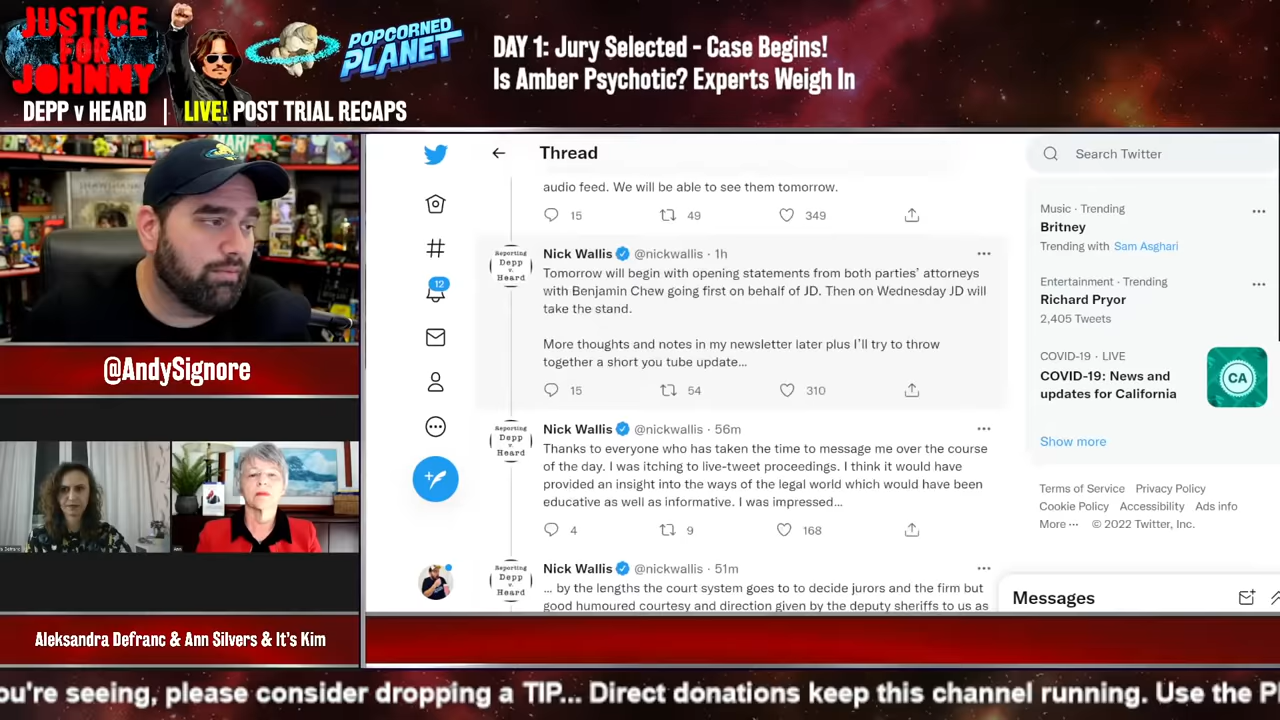 JUSTICE
FOR
JOHNNY
DEPP v HEARD | LIVE! POST TRIAL RECAPS
POPCORNED
PLANET
DAY 1: Jury Selected - Case Begins!
Is Amber Psychotic? Experts Weigh In
@AndySignore
Aleksandra Defranc & Ann Silvers & It's Kim
12
Thread
audio feed. We will be able to see them tomorrow.
15 49 349
Reporting
Depp
v.
Heard
Nick Wallis @nickwallis · 1h
Tomorrow will begin with opening statements from both parties' attorneys
with Benjamin Chew going first on behalf of JD. Then on Wednesday JD will
take the stand.
More thoughts and notes in my newsletter later plus I'll try to throw
together a short you tube update...
15 54 310
Reporting
Depp
v.
Heard
Nick Wallis @nickwallis · 56m
Thanks to everyone who has taken the time to message me over the course
of the day. I was itching to live-tweet proceedings. I think it would have
provided an insight into the ways of the legal world which would have been
educative as well as informative. I was impressed...
4 9 168
Reporting
Depp
v.
Heard
Nick Wallis @nickwallis · 51m
... by the lengths the court system goes to to decide jurors and the firm but
good humoured courtesy and direction given by the deputy sheriffs to us as
Search Twitter
Music · Trending
Britney
Trending with Sam Asghari
Entertainment · Trending
Richard Pryor
2,405 Tweets
COVID-19 · LIVE
COVID-19: News and
updates for California
CA
Show more
Terms of Service Privacy Policy
Cookie Policy Accessibility Ads info
More ··· © 2022 Twitter, Inc.
Messages
ou're seeing, please consider dropping a TIP... Direct donations keep this channel running. Use the